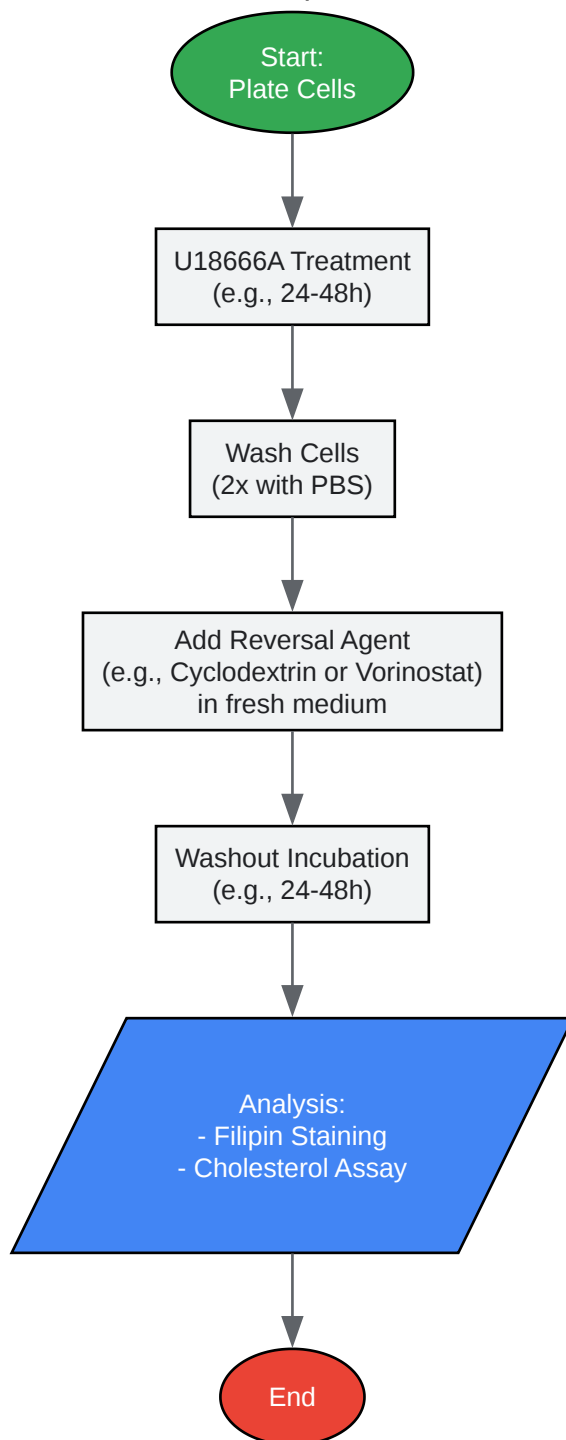 Start:
Plate Cells
U18666A Treatment
(e.g., 24-48h)
Wash Cells
(2x with PBS)
Add Reversal Agent
(e.g., Cyclodextrin or Vorinostat)
in fresh medium
Washout Incubation
(e.g., 24-48h)
Analysis:
- Filipin Staining
- Cholesterol Assay
End